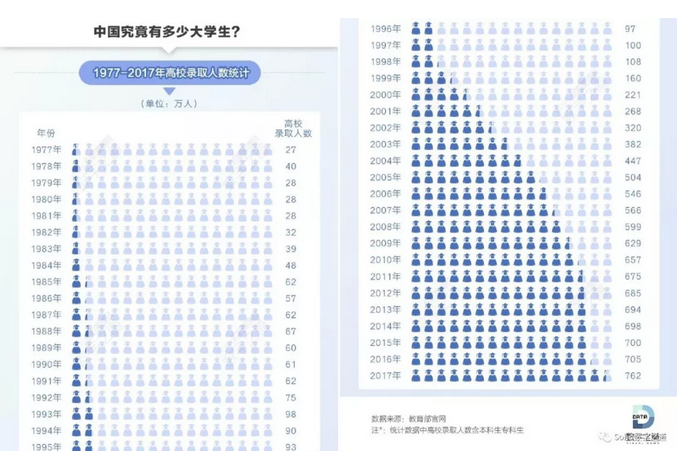 中国究竟有多少大学生？
1977-2017年高校录取人数统计
（单位：万人）
年份 高校录取人数
1977年 27
1978年 40
1979年 28
1980年 28
1981年 28
1982年 32
1983年 39
1984年 48
1985年 62
1986年 57
1987年 62
1988年 67
1989年 60
1990年 61
1991年 62
1992年 75
1993年 98
1994年 90
1995年 93
1996年 97
1997年 100
1998年 108
1999年 160
2000年 221
2001年 268
2002年 320
2003年 382
2004年 447
2005年 504
2006年 546
2007年 566
2008年 599
2009年 629
2010年 657
2011年 675
2012年 685
2013年 694
2014年 698
2015年 700
2016年 705
2017年 762
数据来源：教育部官网
注*：统计数据中高校录取人数含本科生专科生
DATA